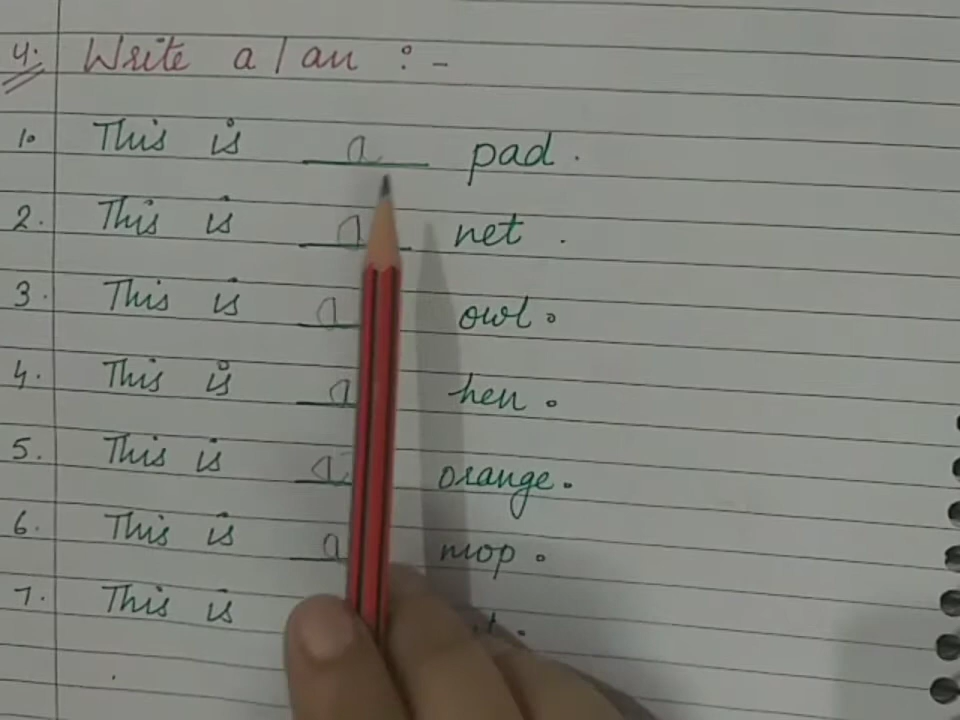 4. Write a/an :-
1. This is a pad.
2. This is a net.
3. This is owl.
4. This is a hen.
5. This is orange.
6. This is a mop.
7. This is